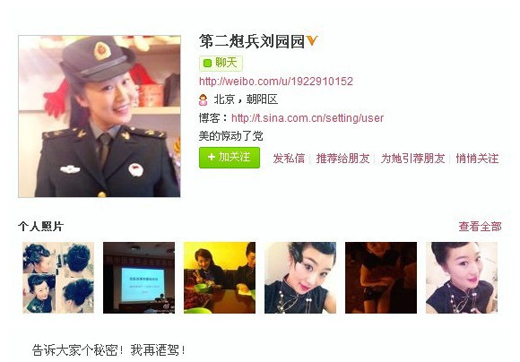 第二炮兵刘园园
聊天
http://weibo.com/u/1922910152
北京，朝阳区
博客：http://t.sina.com.cn/setting/user
美的惊动了党
+ 加关注 发私信 推荐给朋友 为她引荐朋友 悄悄关注
个人照片 查看全部
告诉大家个秘密！我再酒驾！